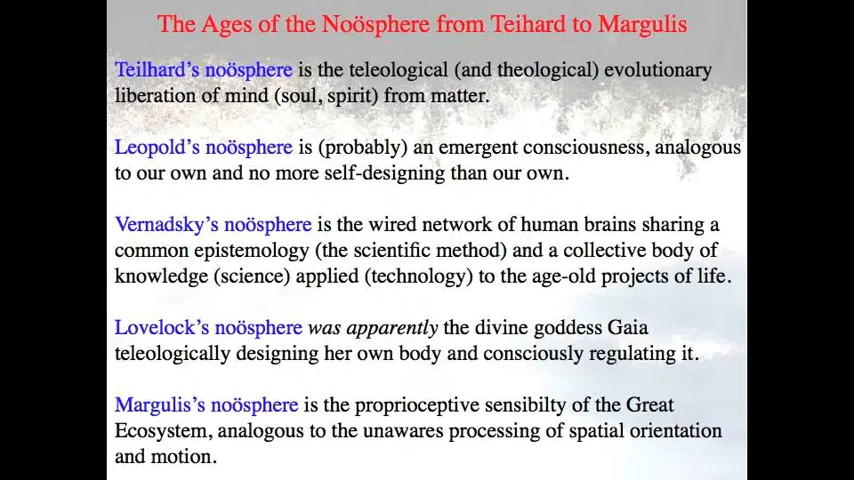 The Ages of the Noösphere from Teihard to Margulis
Teilhard's noösphere is the teleological (and theological) evolutionary
liberation of mind (soul, spirit) from matter.
Leopold's noösphere is (probably) an emergent consciousness, analogous
to our own and no more self-designing than our own.
Vernadsky's noösphere is the wired network of human brains sharing a
common epistemology (the scientific method) and a collective body of
knowledge (science) applied (technology) to the age-old projects of life.
Lovelock's noösphere was apparently the divine goddess Gaia
teleologically designing her own body and consciously regulating it.
Margulis's noösphere is the proprioceptive sensibilty of the Great
Ecosystem, analogous to the unawares processing of spatial orientation
and motion.